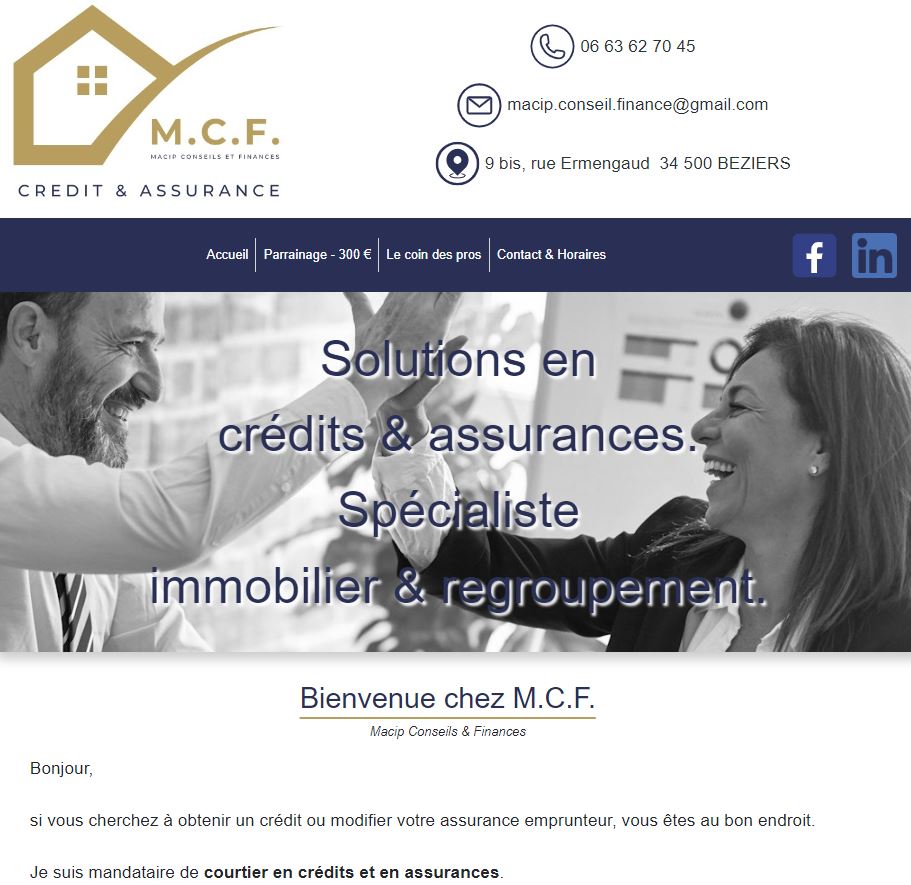 M.C.F.
MACIP CONSEILS ET FINANCES
CREDIT & ASSURANCE
06 63 62 70 45
macip.conseil.finance@gmail.com
9 bis, rue Ermengaud  34 500 BEZIERS
Accueil
Parrainage - 300 €
Le coin des pros
Contact & Horaires
f
in
Solutions en
crédits & assurances.
Spécialiste
immobilier & regroupement.
Bienvenue chez M.C.F.
Macip Conseils & Finances
Bonjour,
si vous cherchez à obtenir un crédit ou modifier votre assurance emprunteur, vous êtes au bon endroit.
Je suis mandataire de courtier en crédits et en assurances.